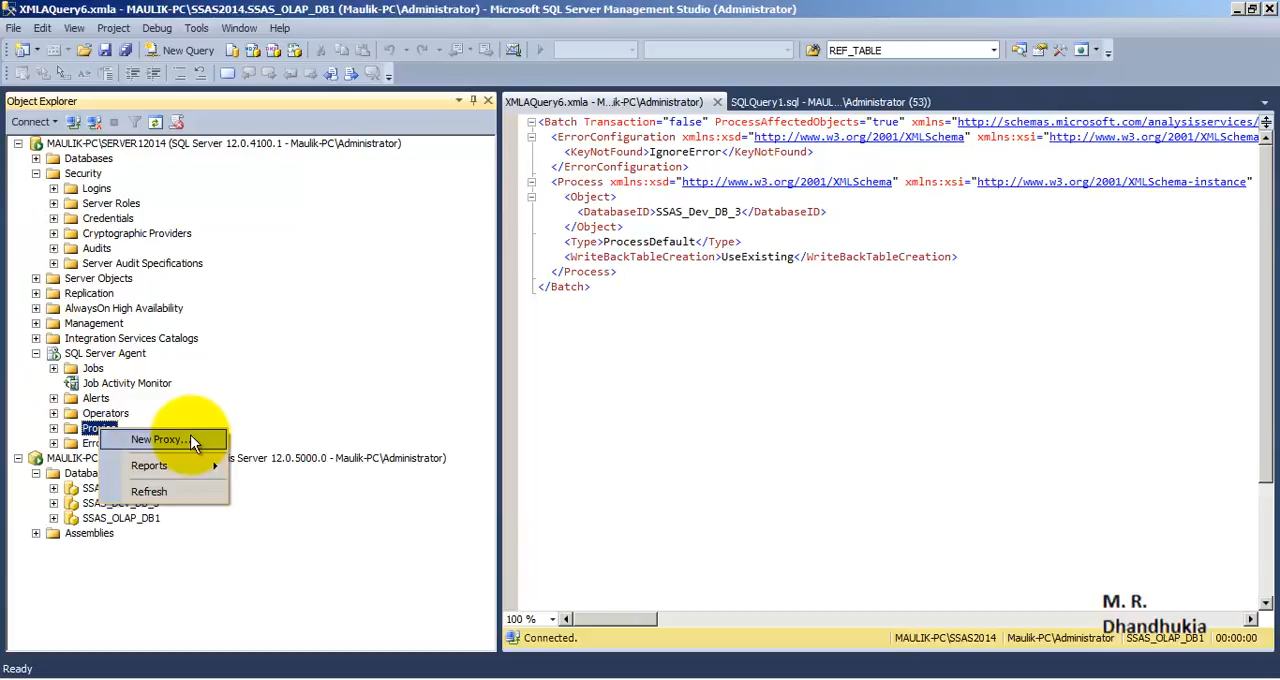 XMLAQuery6.xmla - MAULIK-PC\SSAS2014.SSAS_OLAP_DB1 (Maulik-PC\Administrator) - Microsoft SQL Server Management Studio (Administrator)
File Edit View Project Debug Tools Window Help
New Query REF_TABLE
Object Explorer
XMLAQuery6.xmla - M...ik-PC\Administrator) SQLQuery1.sql - MAUL...\Administrator (53))
Connect
MAULIK-PC\SERVER12014 (SQL Server 12.0.4100.1 - Maulik-PC\Administrator)
Databases
Security
Logins
Server Roles
Credentials
Cryptographic Providers
Audits
Server Audit Specifications
Server Objects
Replication
AlwaysOn High Availability
Management
Integration Services Catalogs
SQL Server Agent
Jobs
Job Activity Monitor
Alerts
Operators
New Proxy...
MAULIK-PC s Server 12.0.5000.0 - Maulik-PC\Administrator)
Reports
Refresh
SSAS_OLAP_DB1
Assemblies
<Batch Transaction="false" ProcessAffectedObjects="true" xmlns="http://schemas.microsoft.com/analysisservices/
<ErrorConfiguration xmlns:xsd="http://www.w3.org/2001/XMLSchema" xmlns:xsi="http://www.w3.org/2001/XMLSchema
<KeyNotFound>IgnoreError</KeyNotFound>
</ErrorConfiguration>
<Process xmlns:xsd="http://www.w3.org/2001/XMLSchema" xmlns:xsi="http://www.w3.org/2001/XMLSchema-instance"
<Object>
<DatabaseID>SSAS_Dev_DB_3</DatabaseID>
</Object>
<Type>ProcessDefault</Type>
<WriteBackTableCreation>UseExisting</WriteBackTableCreation>
</Process>
</Batch>
M. R.
Dhandhukia
100 %
Connected. MAULIK-PC\SSAS2014 Maulik-PC\Administrator SSAS_OLAP_DB1 00:00:00
Ready